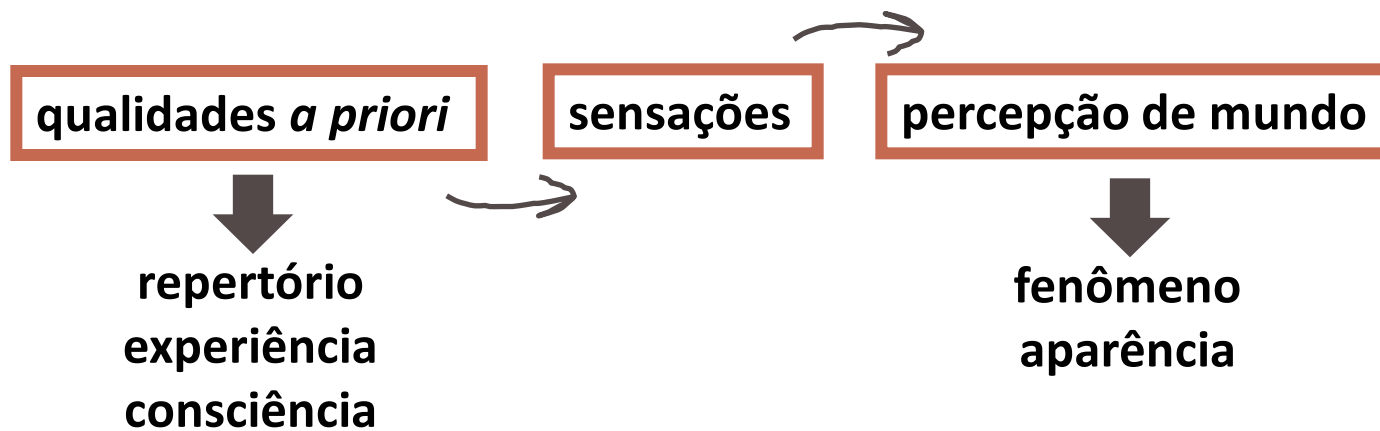 qualidades a priori
sensações
percepção de mundo
repertório
experiência
consciência
fenômeno
aparência